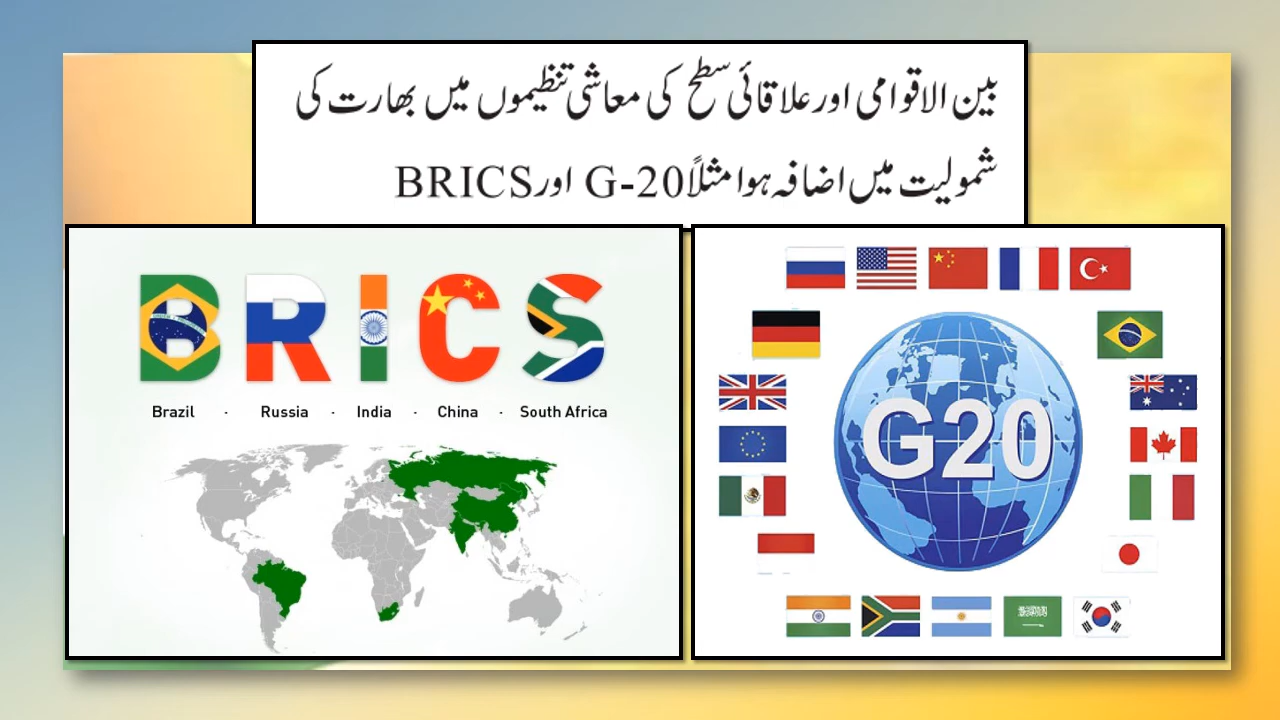 بین الاقوامی اور علاقائی سطح کی معاشی تنظیموں میں بھارت کی
شمولیت میں اضافہ ہوا مثلاً G-20 اور BRICS
BRICS
Brazil · Russia · India · China · South Africa
G20